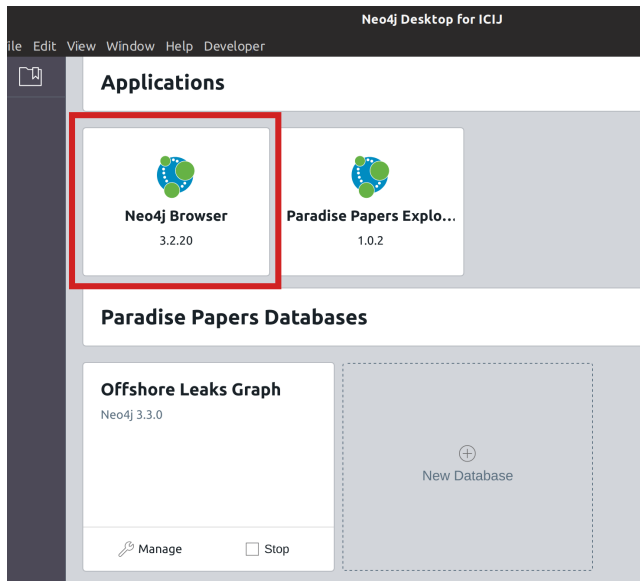 Neo4j Desktop for ICIJ
ile Edit View Window Help Developer
Applications
Neo4j Browser
3.2.20
Paradise Papers Explo...
1.0.2
Paradise Papers Databases
Offshore Leaks Graph
Neo4j 3.3.0
New Database
Manage
Stop